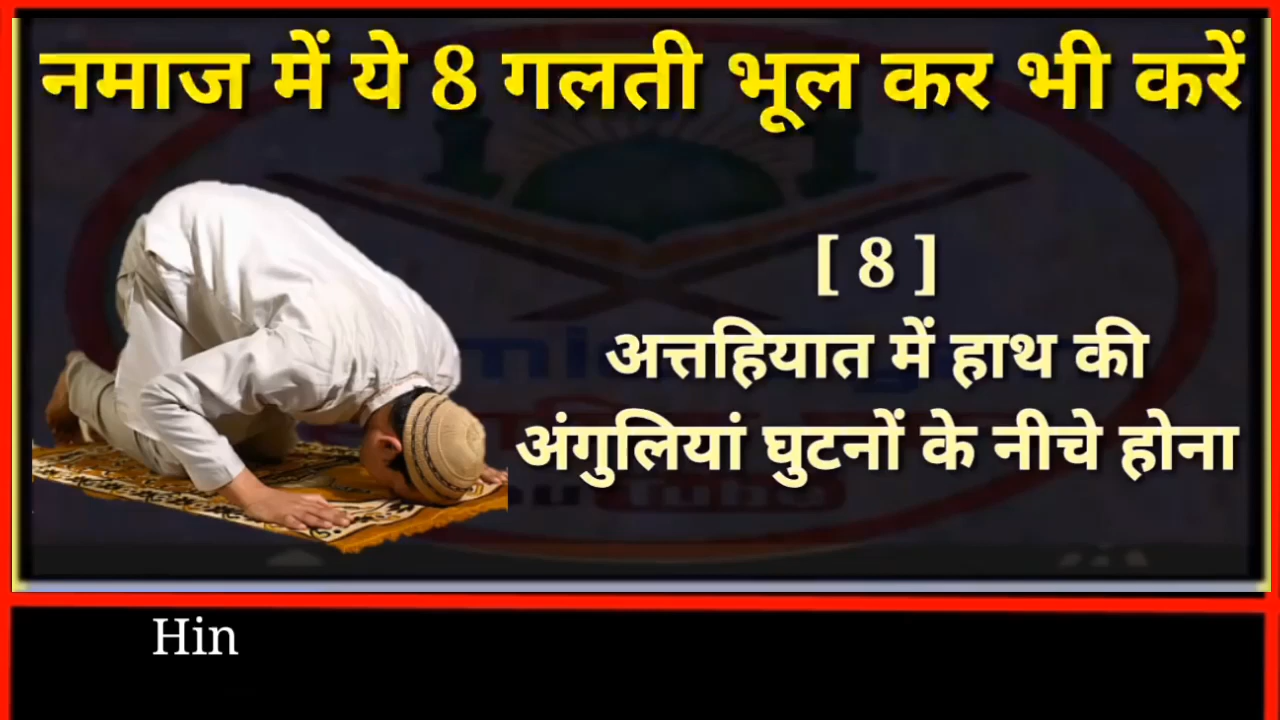 नमाज में ये 8 गलती भूल कर भी करें
[ 8 ]
अत्तहियात में हाथ की
अंगुलियां घुटनों के नीचे होना
Hin